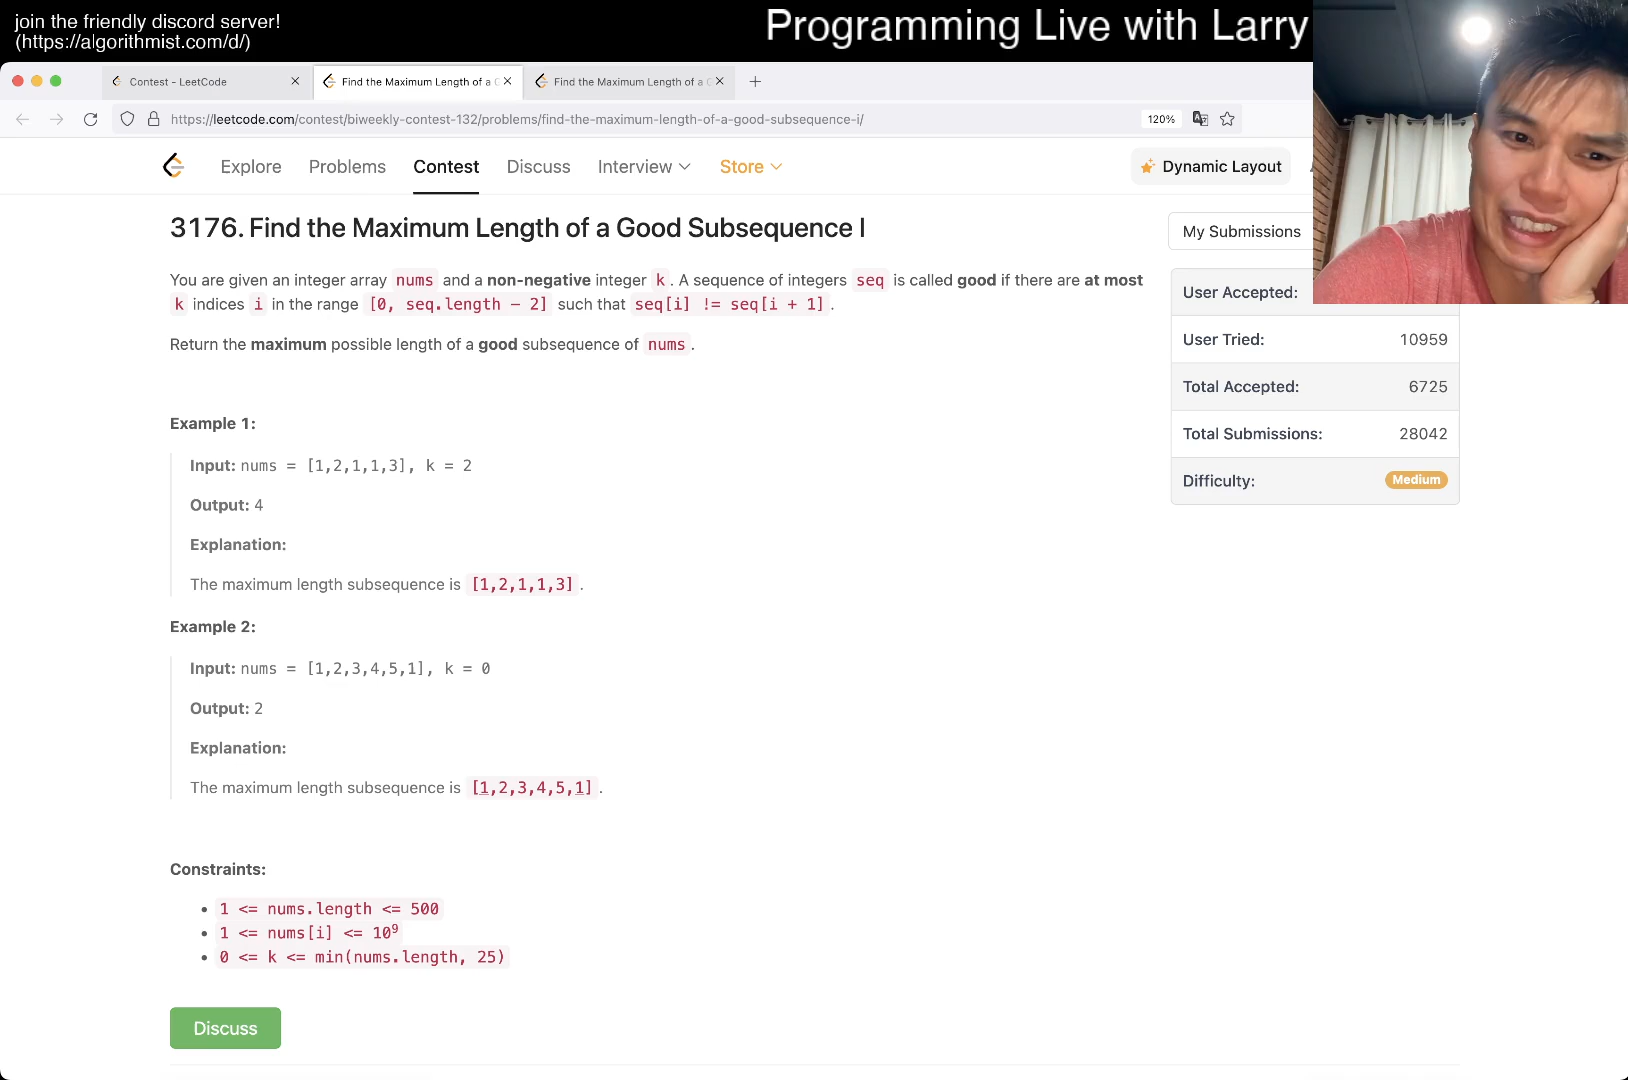 join the friendly discord server!
(https://algorithmist.com/d/)
Programming Live with Larry
Contest - LeetCode
Find the Maximum Length of a
Find the Maximum Length of a
https://leetcode.com/contest/biweekly-contest-132/problems/find-the-maximum-length-of-a-good-subsequence-i/
120%
Explore Problems Contest Discuss Interview Store
Dynamic Layout
3176. Find the Maximum Length of a Good Subsequence I
My Submissions
You are given an integer array nums and a non-negative integer k. A sequence of integers seq is called good if there are at most
k indices i in the range [0, seq.length - 2] such that seq[i] != seq[i + 1].
Return the maximum possible length of a good subsequence of nums.
User Accepted:
User Tried: 10959
Total Accepted: 6725
Total Submissions: 28042
Difficulty: Medium
Example 1:
Input: nums = [1,2,1,1,3], k = 2
Output: 4
Explanation:
The maximum length subsequence is [1,2,1,1,3].
Example 2:
Input: nums = [1,2,3,4,5,1], k = 0
Output: 2
Explanation:
The maximum length subsequence is [1,2,3,4,5,1].
Constraints:
• 1 <= nums.length <= 500
• 1 <= nums[i] <= 10⁹
• 0 <= k <= min(nums.length, 25)
Discuss